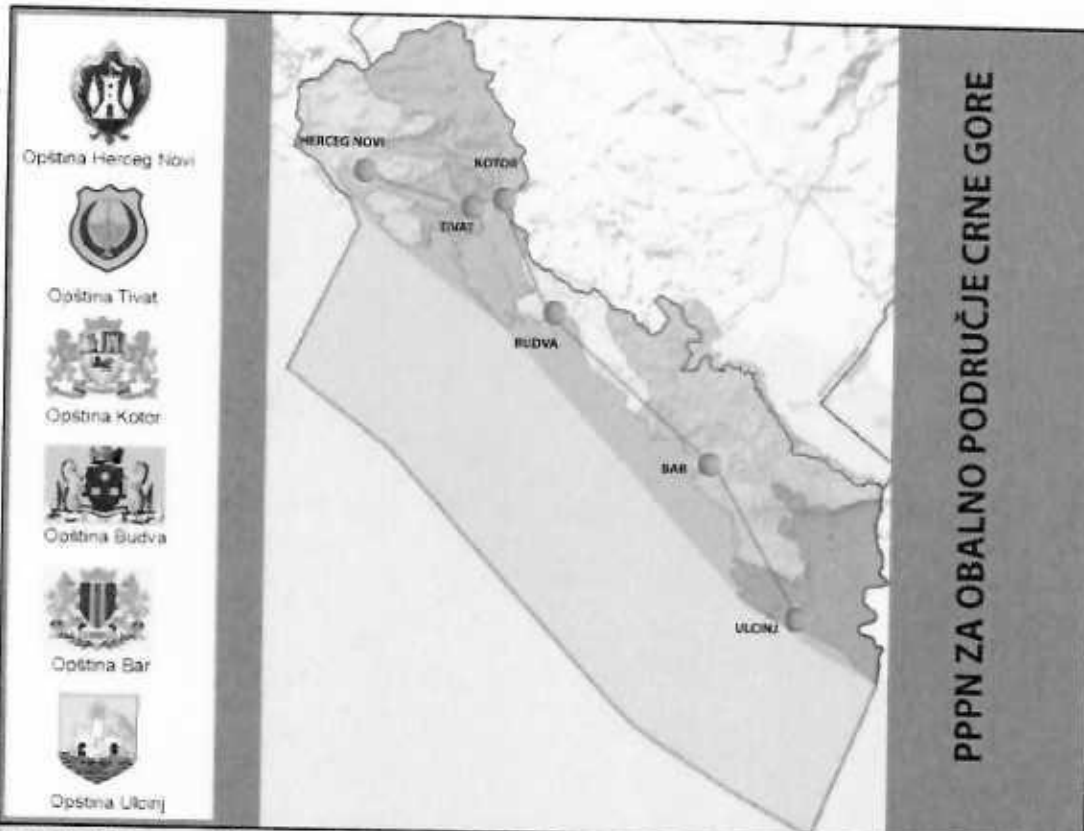 Opština Herceg Novi
Opština Tivat
Opština Kotor
Opština Budva
Opština Bar
Opština Ulcinj
HERCEG NOVI
KOTOR
TIVAT
BUDVA
BAR
ULCINJ
PPPN ZA OBALNO PODRUČJE CRNE GORE